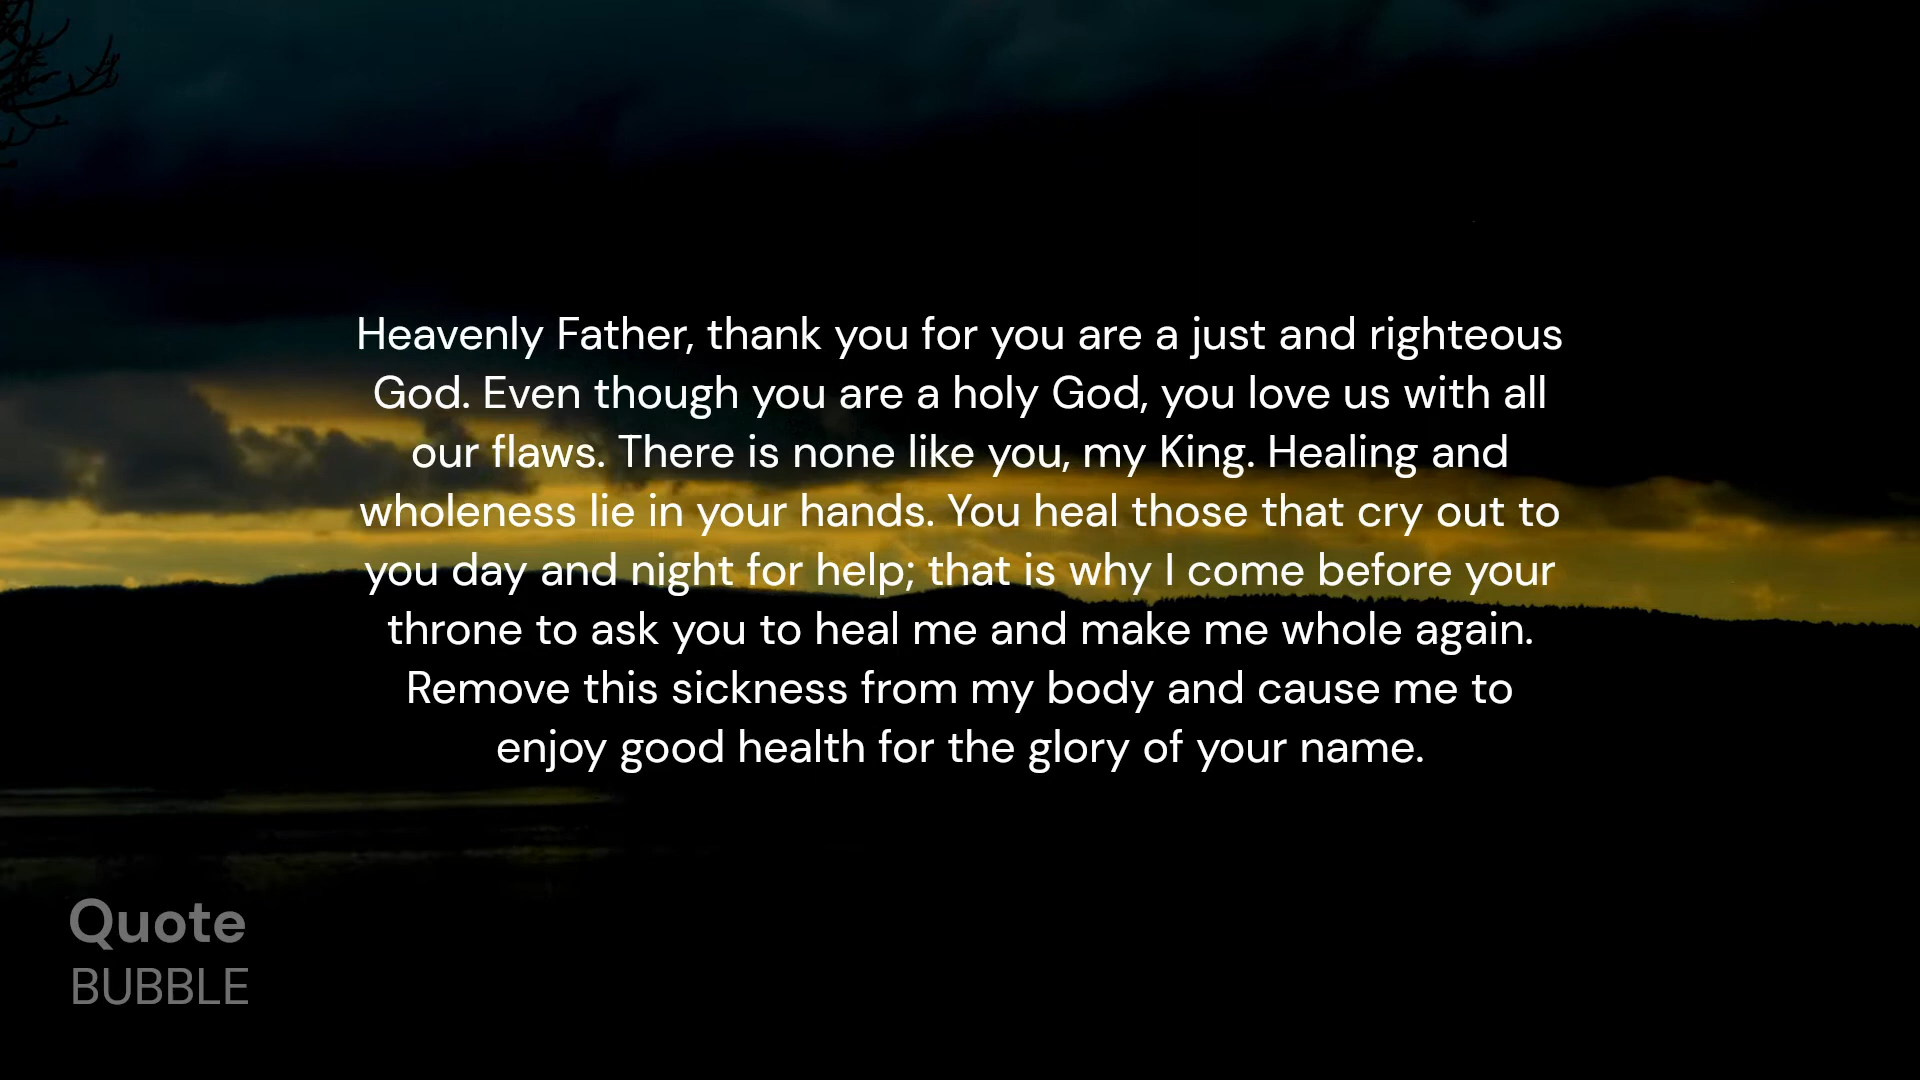 Heavenly Father, thank you for you are a just and righteous
God. Even though you are a holy God, you love us with all
our flaws. There is none like you, my King. Healing and
wholeness lie in your hands. You heal those that cry out to
you day and night for help; that is why I come before your
throne to ask you to heal me and make me whole again.
Remove this sickness from my body and cause me to
enjoy good health for the glory of your name.
Quote
BUBBLE